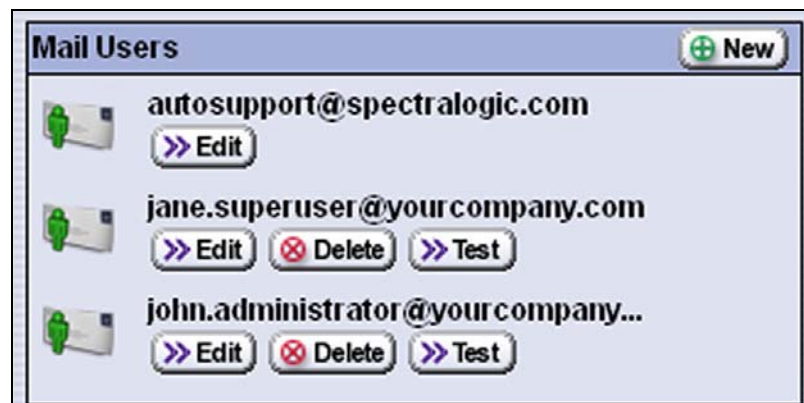 Mail Users New
autosupport@spectralogic.com
Edit
jane.superuser@yourcompany.com
Edit Delete Test
john.administrator@yourcompany...
Edit Delete Test